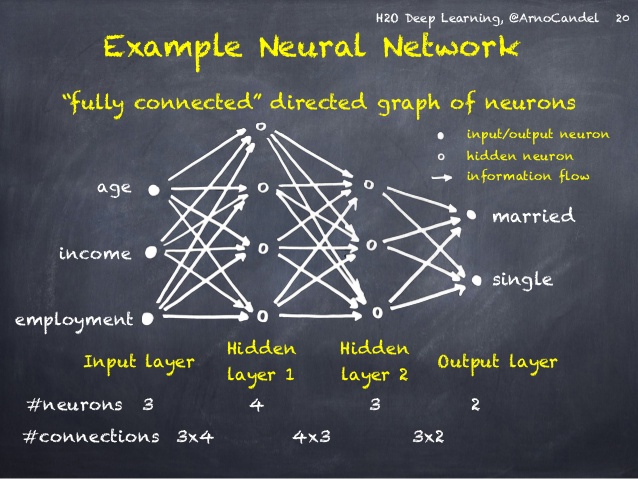 H2O Deep Learning, @ArnoCandel 20
Example Neural Network
“fully connected” directed graph of neurons
input/output neuron
hidden neuron
information flow
age
married
income
single
employment
Input layer
Hidden
layer 1
Hidden
layer 2
Output layer
#neurons 3 4 3 2
#connections 3x4 4x3 3x2